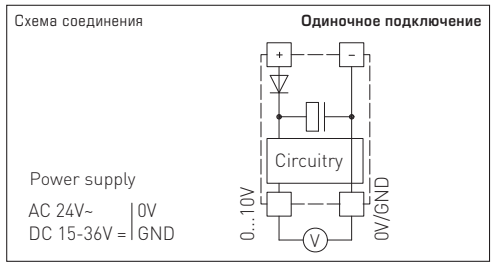 Схема соединения
Одиночное подключение
+
−
Circuitry
Power supply
AC 24V~ | 0V
DC 15-36V = | GND
0...10V
V
0V/GND